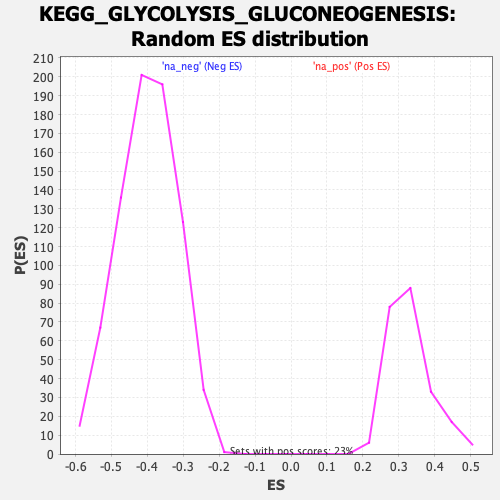 KEGG_GLYCOLYSIS_GLUCONEOGENESIS:
Random ES distribution
'na_neg' (Neg ES)
'na_pos' (Pos ES)
210
200
190
180
170
160
150
140
130
120
110
100
90
80
70
60
50
40
30
20
10
0
P(ES)
Sets with pos scores: 23%
-0.6 -0.5 -0.4 -0.3 -0.2 -0.1 0.0 0.1 0.2 0.3 0.4 0.5
ES